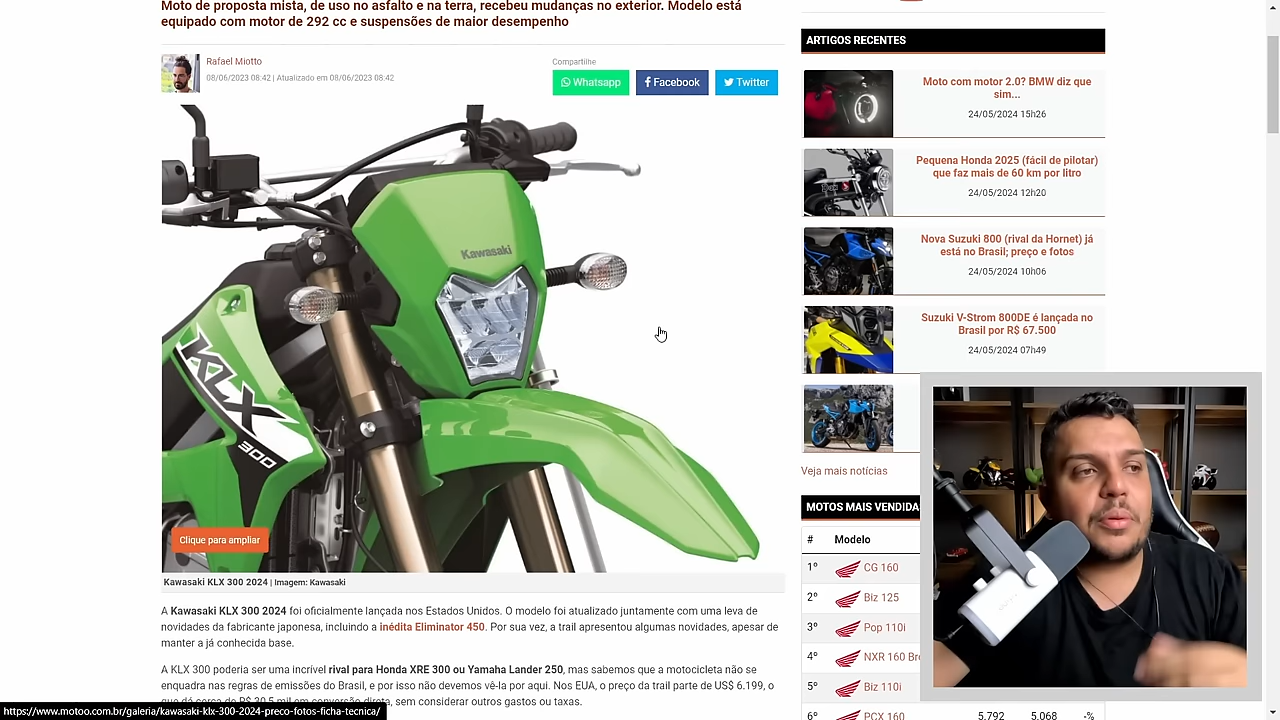 Moto de proposta mista, de uso no asfalto e na terra, recebeu mudanças no exterior. Modelo está
equipado com motor de 292 cc e suspensões de maior desempenho
Rafael Miotto
08/06/2023 08:42 | Atualizado em 08/06/2023 08:42
Compartilhe
Whatsapp
Facebook
Twitter
Kawasaki
KLX
300
Clique para ampliar
Kawasaki KLX 300 2024 | Imagem: Kawasaki
A Kawasaki KLX 300 2024 foi oficialmente lançada nos Estados Unidos. O modelo foi atualizado juntamente com uma leva de
novidades da fabricante japonesa, incluindo a inédita Eliminator 450. Por sua vez, a trail apresentou algumas novidades, apesar de
manter a já conhecida base.
A KLX 300 poderia ser uma incrível rival para Honda XRE 300 ou Yamaha Lander 250, mas sabemos que a motocicleta não se
enquadra nas regras de emissões do Brasil, e por isso não devemos vê-la por aqui. Nos EUA, o preço da trail parte de US$ 6.199, o
que dá cerca de R$ 30,5 mil em conversão direta, sem considerar outros gastos ou taxas.
https://www.motoo.com.br/galeria/kawasaki-klx-300-2024-preco-fotos-ficha-tecnica/
ARTIGOS RECENTES
Moto com motor 2.0? BMW diz que
sim...
24/05/2024 15h26
Pequena Honda 2025 (fácil de pilotar)
que faz mais de 60 km por litro
24/05/2024 12h20
Nova Suzuki 800 (rival da Hornet) já
está no Brasil; preço e fotos
24/05/2024 10h06
Suzuki V-Strom 800DE é lançada no
Brasil por R$ 67.500
24/05/2024 07h49
Veja mais notícias
MOTOS MAIS VENDIDA
# Modelo
1º CG 160
2º Biz 125
3º Pop 110i
4º NXR 160 Bro
5º Biz 110i
6º PCX 160 5.792 5.068 -%